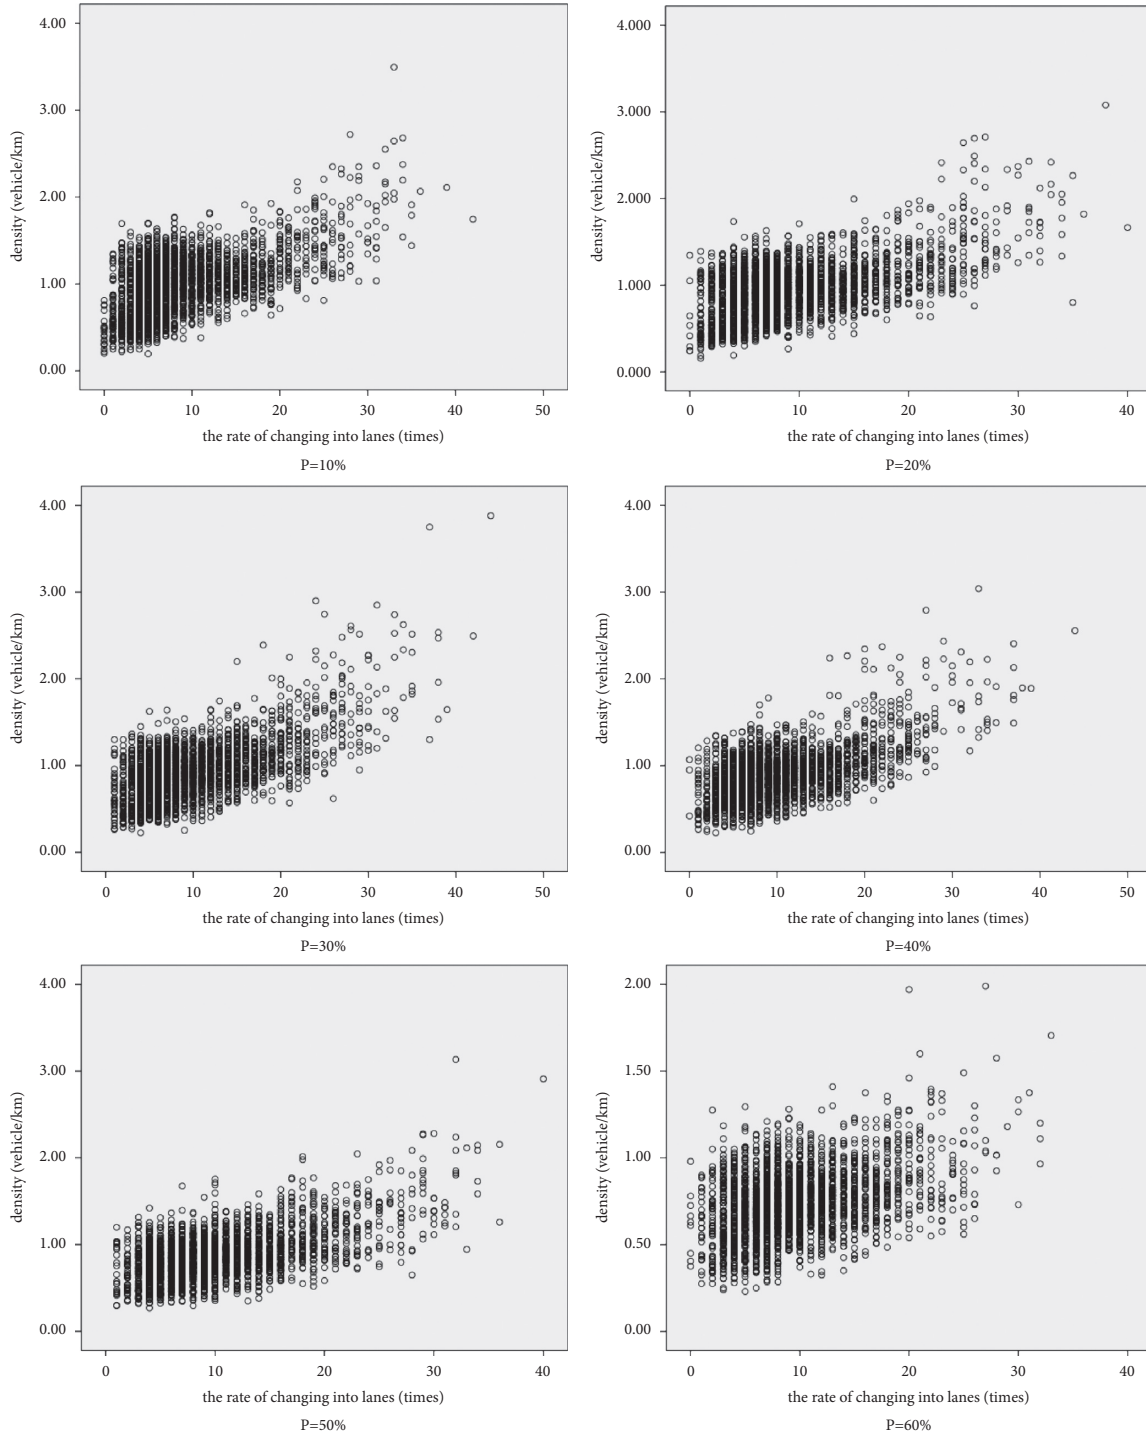 4.00
3.00
2.00
1.00
0.00
density (vehicle/km)
0 10 20 30 40 50
the rate of changing into lanes (times)
P=10%
4.000
3.000
2.000
1.000
0.000
density (vehicle/km)
0 10 20 30 40
the rate of changing into lanes (times)
P=20%
4.00
3.00
2.00
1.00
0.00
density (vehicle/km)
0 10 20 30 40 50
the rate of changing into lanes (times)
P=30%
4.00
3.00
2.00
1.00
0.00
density (vehicle/km)
0 10 20 30 40 50
the rate of changing into lanes (times)
P=40%
4.00
3.00
2.00
1.00
0.00
density (vehicle/km)
0 10 20 30 40
the rate of changing into lanes (times)
P=50%
2.00
1.50
1.00
0.50
0.00
density (vehicle/km)
0 10 20 30 40
the rate of changing into lanes (times)
P=60%